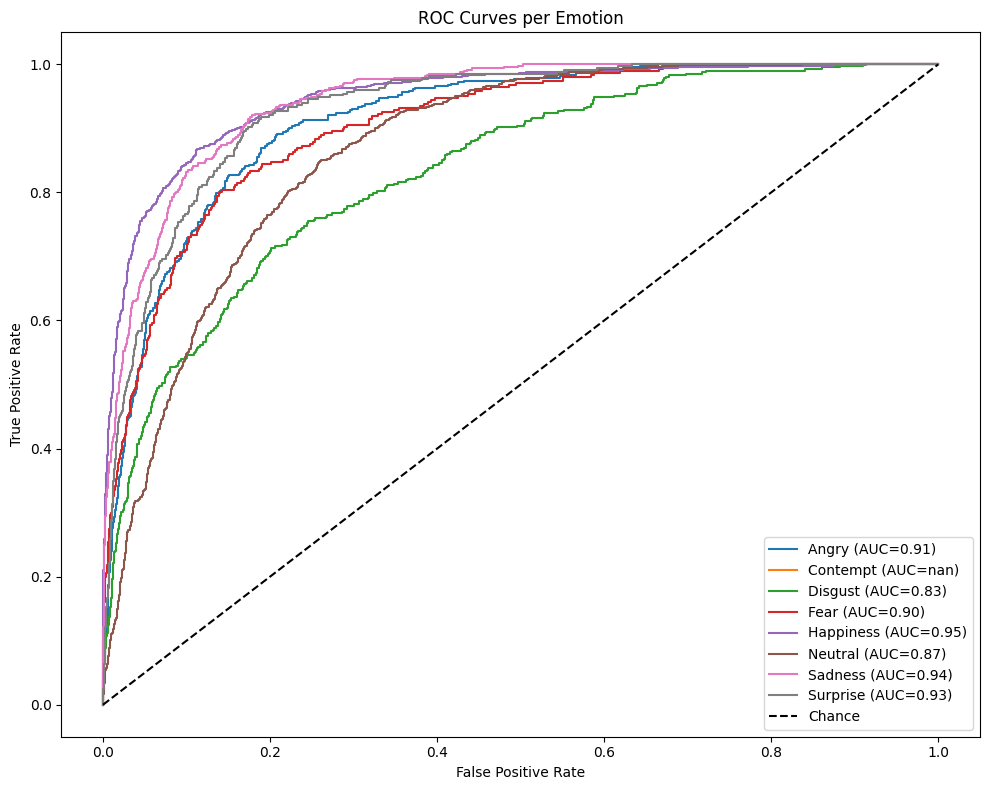 ROC Curves per Emotion
True Positive Rate
1.0
0.8
0.6
0.4
0.2
0.0
Angry (AUC=0.91)
Contempt (AUC=nan)
Disgust (AUC=0.83)
Fear (AUC=0.90)
Happiness (AUC=0.95)
Neutral (AUC=0.87)
Sadness (AUC=0.94)
Surprise (AUC=0.93)
Chance
0.0 0.2 0.4 0.6 0.8 1.0
False Positive Rate